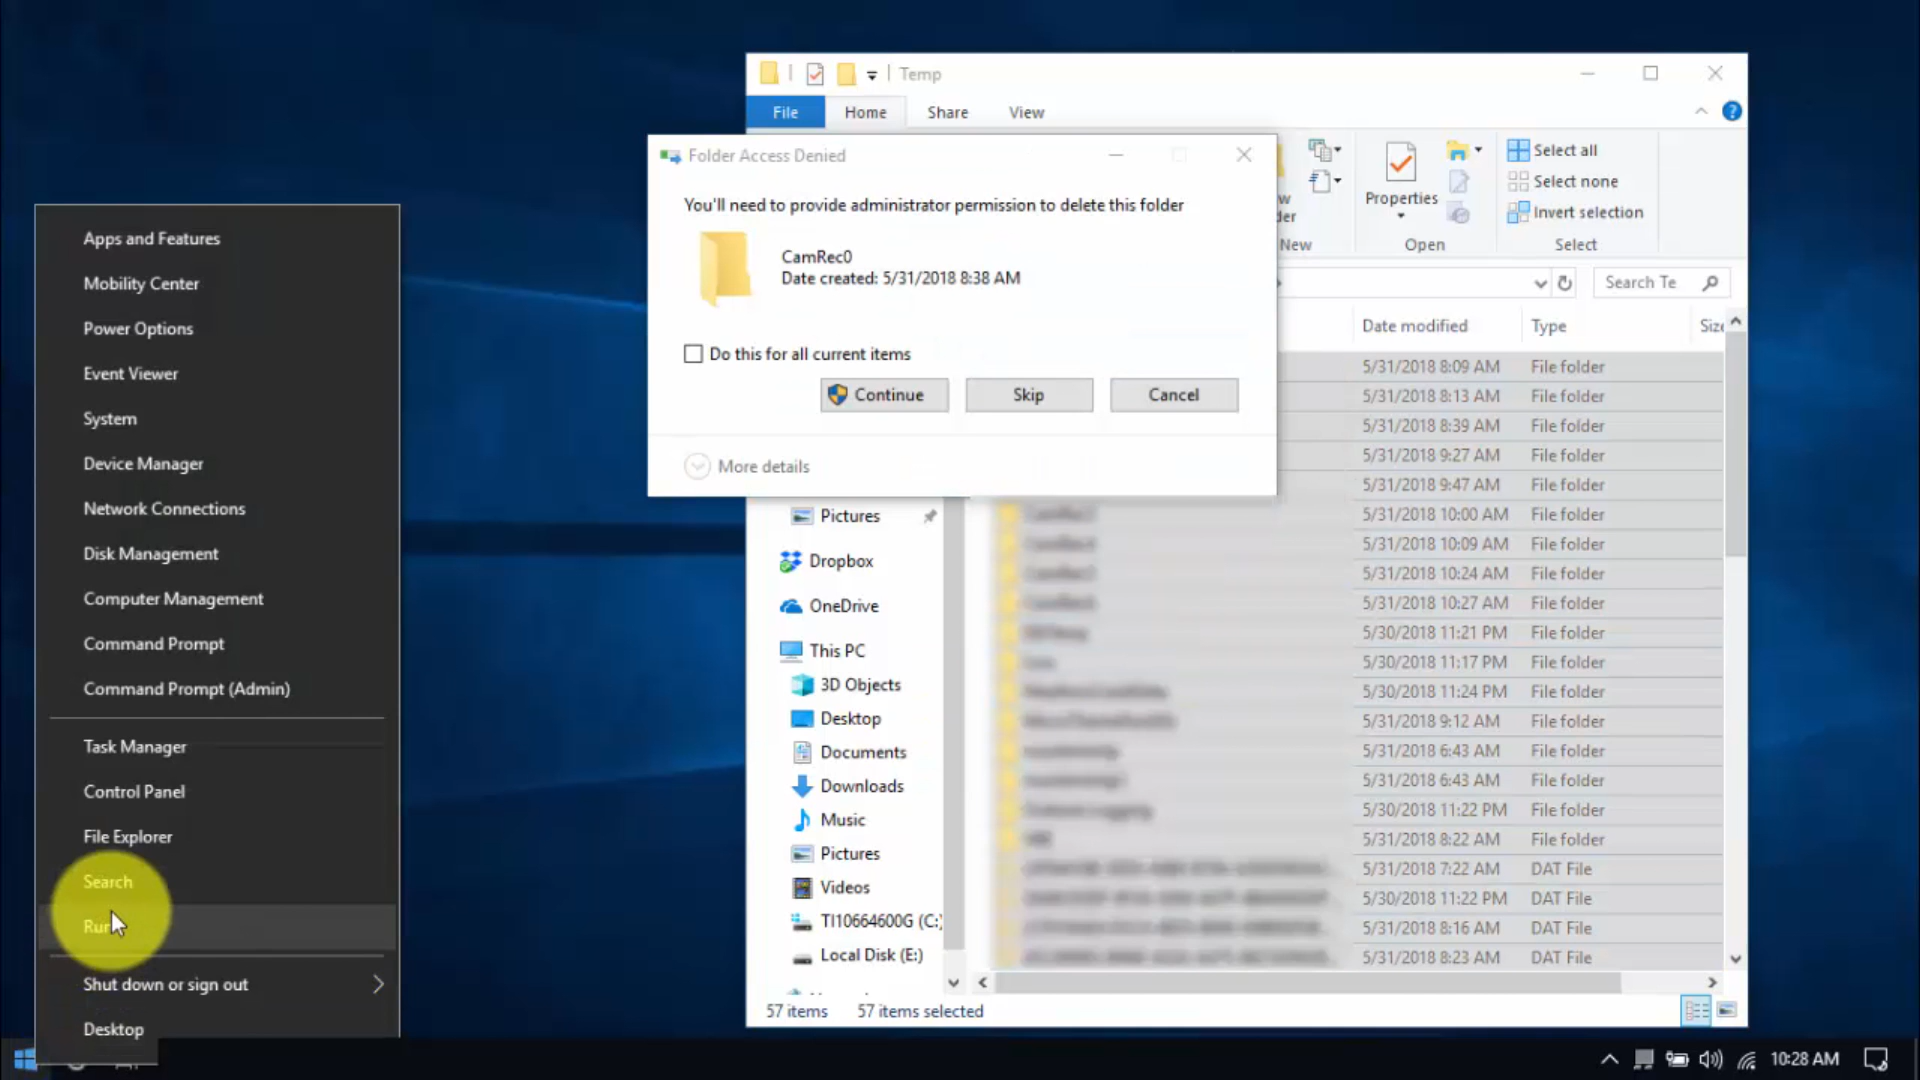 Temp
File
Home
Share
View
Properties
Open
New
Select all
Select none
Invert selection
Select
Search Te
Folder Access Denied
You'll need to provide administrator permission to delete this folder
CamRec0
Date created: 5/31/2018 8:38 AM
Do this for all current items
Continue
Skip
Cancel
More details
Apps and Features
Mobility Center
Power Options
Event Viewer
System
Device Manager
Network Connections
Disk Management
Computer Management
Command Prompt
Command Prompt (Admin)
Task Manager
Control Panel
File Explorer
Search
Run
Shut down or sign out
Desktop
Pictures
Dropbox
OneDrive
This PC
3D Objects
Desktop
Documents
Downloads
Music
Pictures
Videos
TI10664600G (C:)
Local Disk (E:)
Date modified Type Size
5/31/2018 8:09 AM File folder
5/31/2018 8:13 AM File folder
5/31/2018 8:39 AM File folder
5/31/2018 9:27 AM File folder
5/31/2018 9:47 AM File folder
5/31/2018 10:00 AM File folder
5/31/2018 10:09 AM File folder
5/31/2018 10:24 AM File folder
5/31/2018 10:27 AM File folder
5/30/2018 11:21 PM File folder
5/30/2018 11:17 PM File folder
5/30/2018 11:24 PM File folder
5/31/2018 9:12 AM File folder
5/31/2018 6:43 AM File folder
5/31/2018 6:43 AM File folder
5/30/2018 11:22 PM File folder
5/31/2018 8:22 AM File folder
5/31/2018 7:22 AM DAT File
5/30/2018 11:22 PM DAT File
5/31/2018 8:16 AM DAT File
5/31/2018 8:23 AM DAT File
57 items 57 items selected
10:28 AM